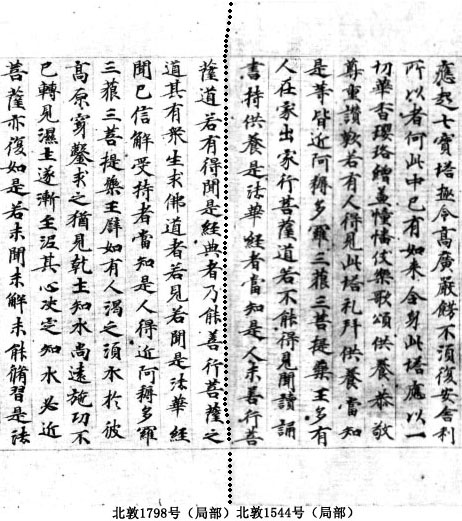 應起七寶塔極令高廣嚴餝不湏復安舍利
所以者何此中已有如來全身此塔應以一
切華香瓔珞繒蓋幢幡伎樂歌頌供養恭敬
尊重讚歎若有人得見此塔礼拜供養當知
是等皆近阿耨多羅三藐三菩提藥王多有
人在家出家行菩薩道若不能得見聞讀誦
書持供養是法華經者當知是人未善行菩
薩道若有得聞是經典者乃能善行菩薩之
道其有衆生求佛道者若見若聞是法華經
聞已信解受持者當知是人得近阿耨多羅
三藐三菩提藥王譬如有人渴乏湏水於彼
高原穿鑿求之猶見乾土知水尚遠施功不
已轉見濕土遂漸至泥其心决定知水必近
菩薩亦復如是若未聞未解未能脩習是法
北敦1798号（局部）北敦1544号（局部）